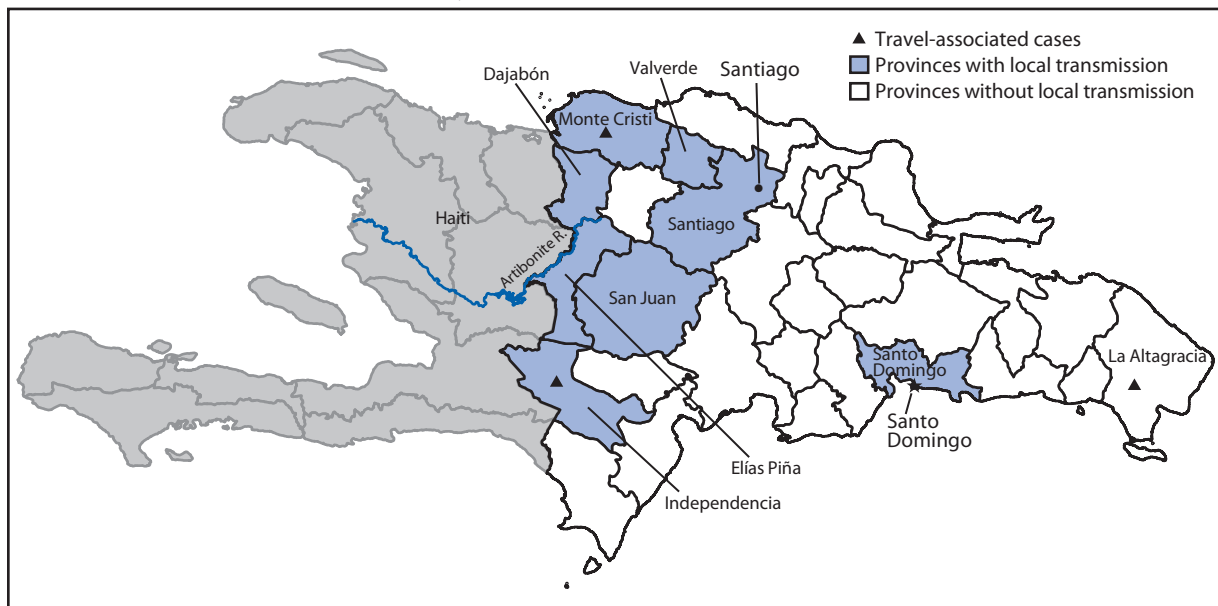 Travel-associated cases
Provinces with local transmission
Provinces without local transmission
Dajabón
Valverde
Santiago
Monte Cristi
Haiti
Artibonite R.
Santiago
San Juan
Santo
Domingo
La Altagracia
Santo
Domingo
Elías Piña
Independencia